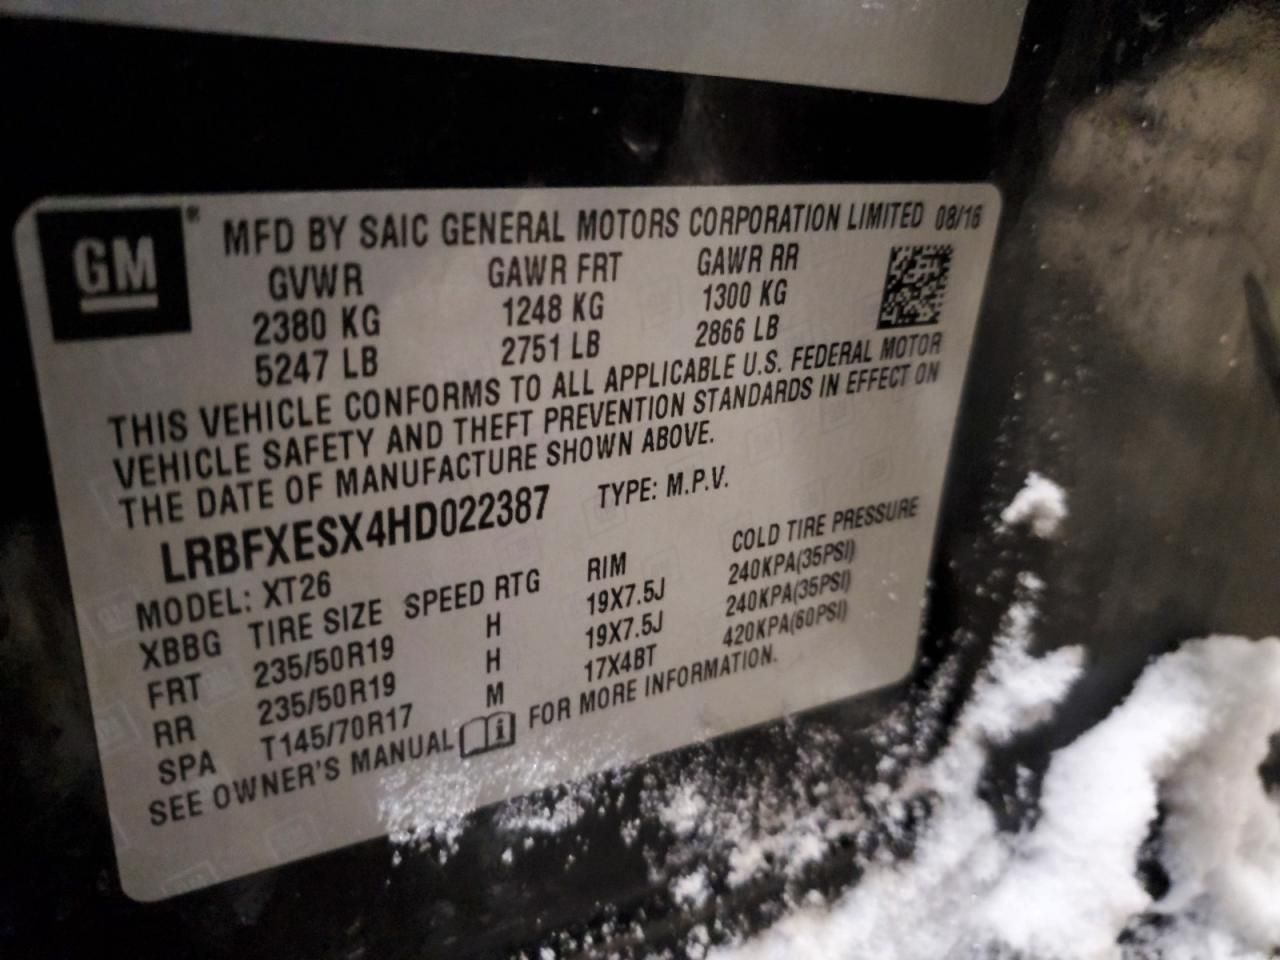 GM ® MFD BY SAIC GENERAL MOTORS CORPORATION LIMITED 08/16
GVWR GAWR FRT GAWR RR
2380 KG 1248 KG 1300 KG
5247 LB 2751 LB 2866 LB
THIS VEHICLE CONFORMS TO ALL APPLICABLE U.S. FEDERAL MOTOR
VEHICLE SAFETY AND THEFT PREVENTION STANDARDS IN EFFECT ON
THE DATE OF MANUFACTURE SHOWN ABOVE.
LRBFXESX4HD022387 TYPE: M.P.V.
MODEL: XT26
XBBG TIRE SIZE SPEED RTG RIM COLD TIRE PRESSURE
FRT 235/50R19 H 19X7.5J 240KPA(35PSI)
RR 235/50R19 H 19X7.5J 240KPA(35PSI)
SPA T145/70R17 M 17X4BT 420KPA(60PSI)
SEE OWNER'S MANUAL i FOR MORE INFORMATION.